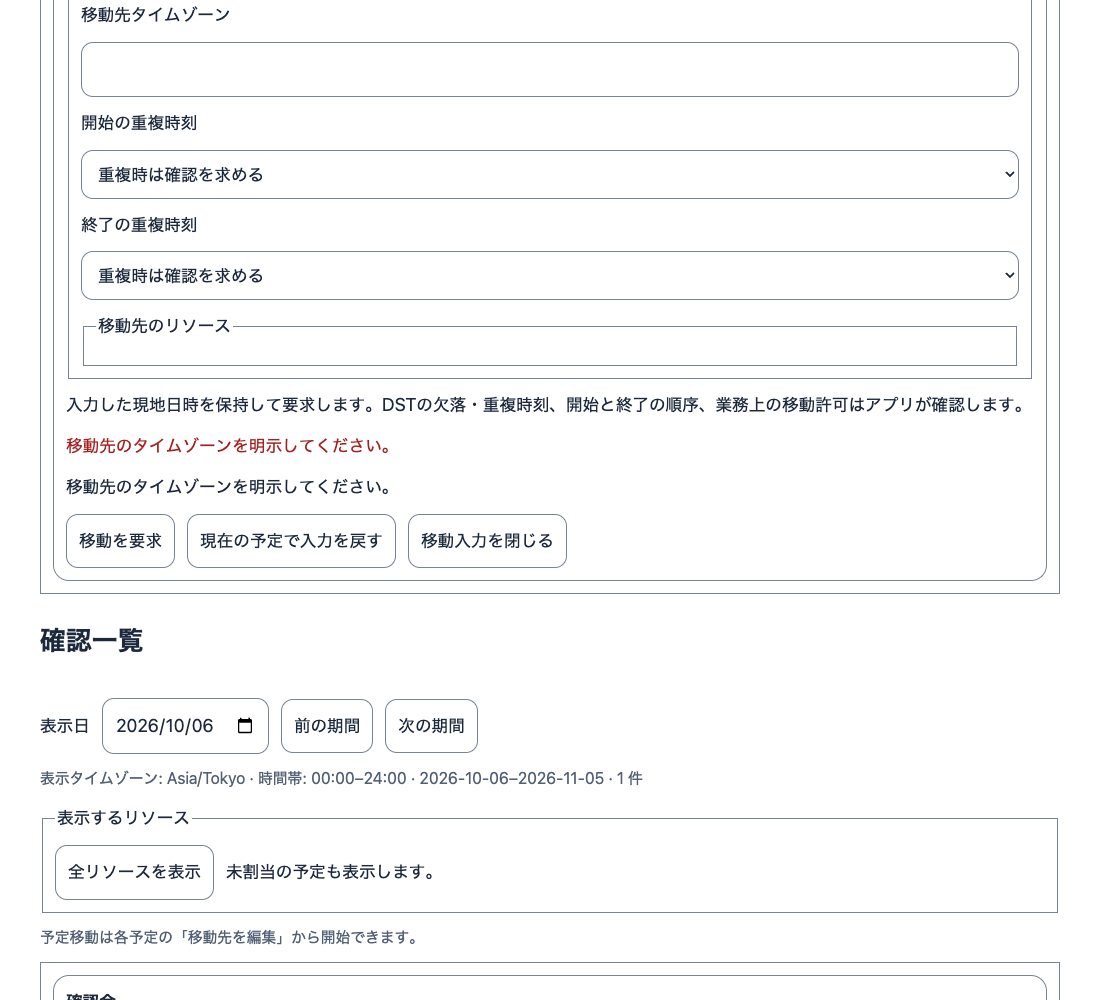 移動先タイムゾーン
開始の重複時刻
重複時は確認を求める
終了の重複時刻
重複時は確認を求める
移動先のリソース
入力した現地日時を保持して要求します。DSTの欠落・重複時刻、開始と終了の順序、業務上の移動許可はアプリが確認します。
移動先のタイムゾーンを明示してください。
移動先のタイムゾーンを明示してください。
移動を要求 現在の予定で入力を戻す 移動入力を閉じる
確認一覧
表示日 2026/10/06 前の期間 次の期間
表示タイムゾーン: Asia/Tokyo · 時間帯: 00:00–24:00 · 2026-10-06–2026-11-05 · 1 件
表示するリソース
全リソースを表示 未割当の予定も表示します。
予定移動は各予定の「移動先を編集」から開始できます。